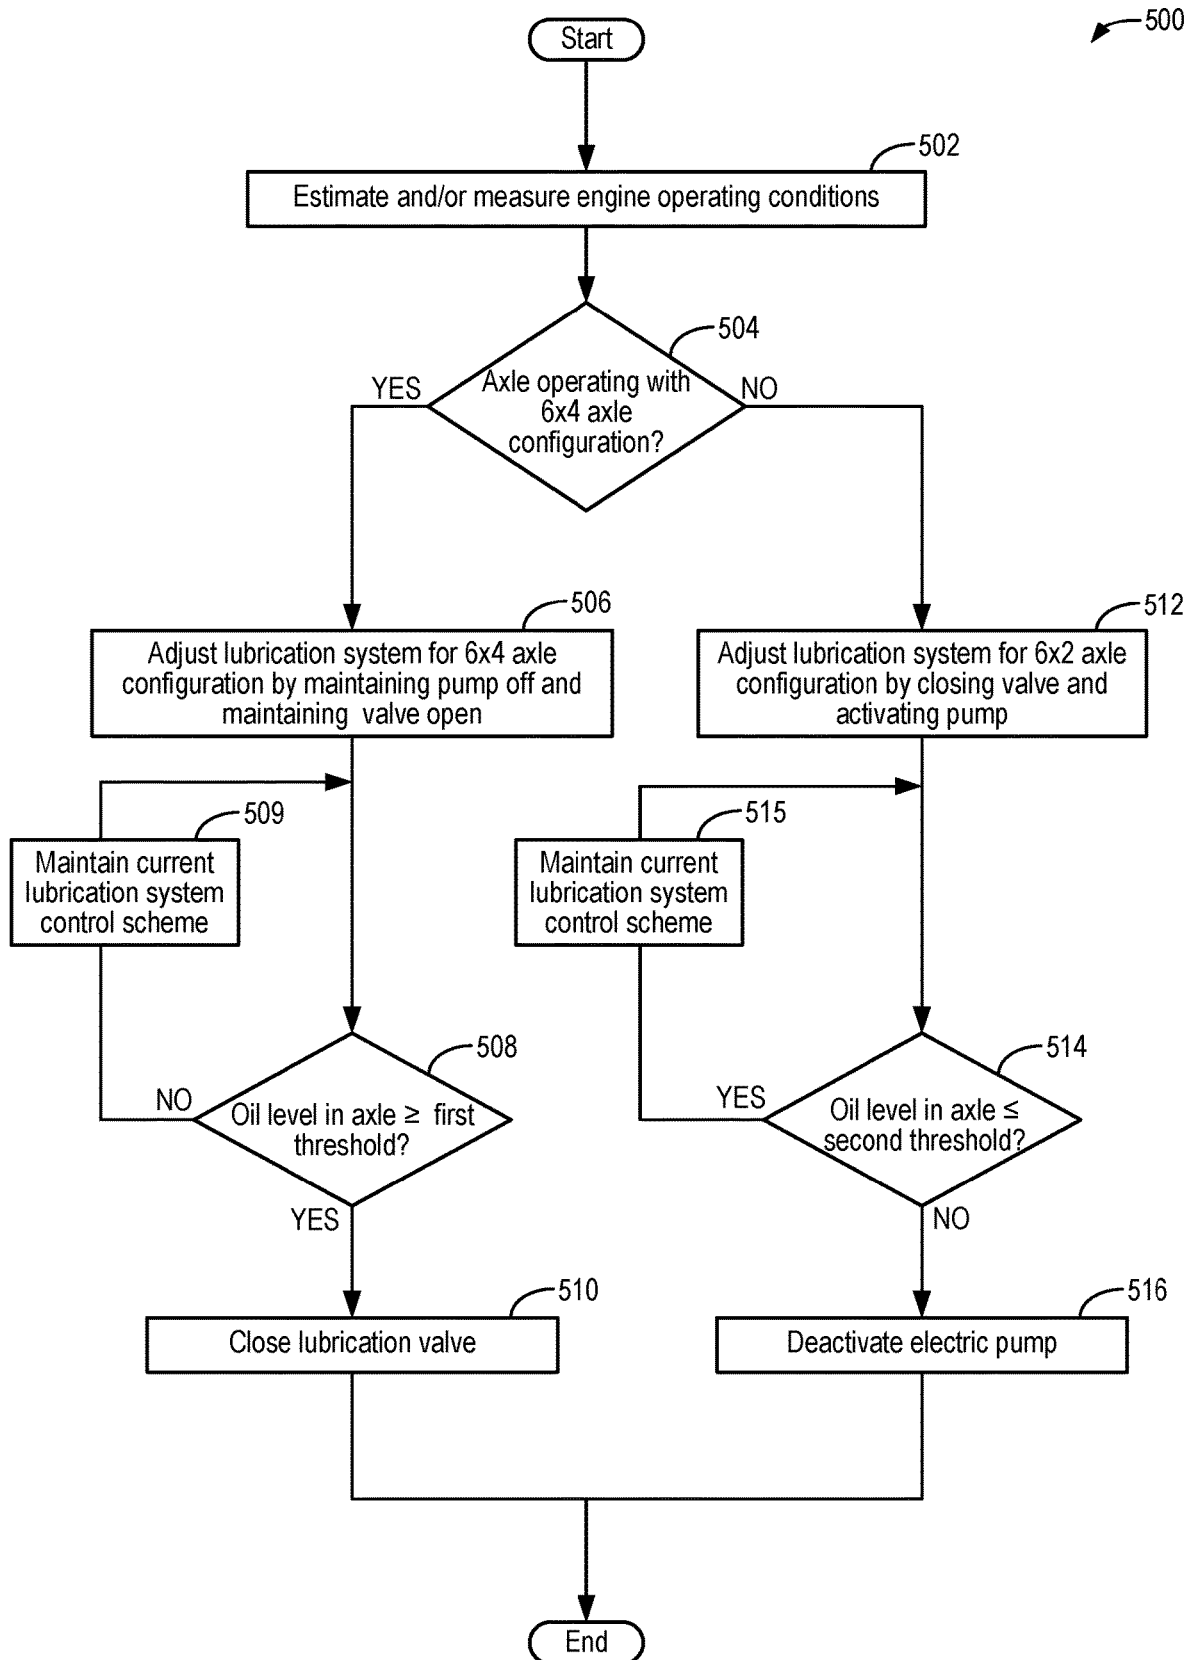 500
Start
502
Estimate and/or measure engine operating conditions
504
YES
Axle operating with
6x4 axle
configuration?
NO
506
Adjust lubrication system for 6x4 axle
configuration by maintaining pump off and
maintaining valve open
512
Adjust lubrication system for 6x2 axle
configuration by closing valve and
activating pump
509
Maintain current
lubrication system
control scheme
515
Maintain current
lubrication system
control scheme
508
NO
Oil level in axle ≥ first
threshold?
YES
514
YES
Oil level in axle ≤
second threshold?
NO
510
Close lubrication valve
516
Deactivate electric pump
End